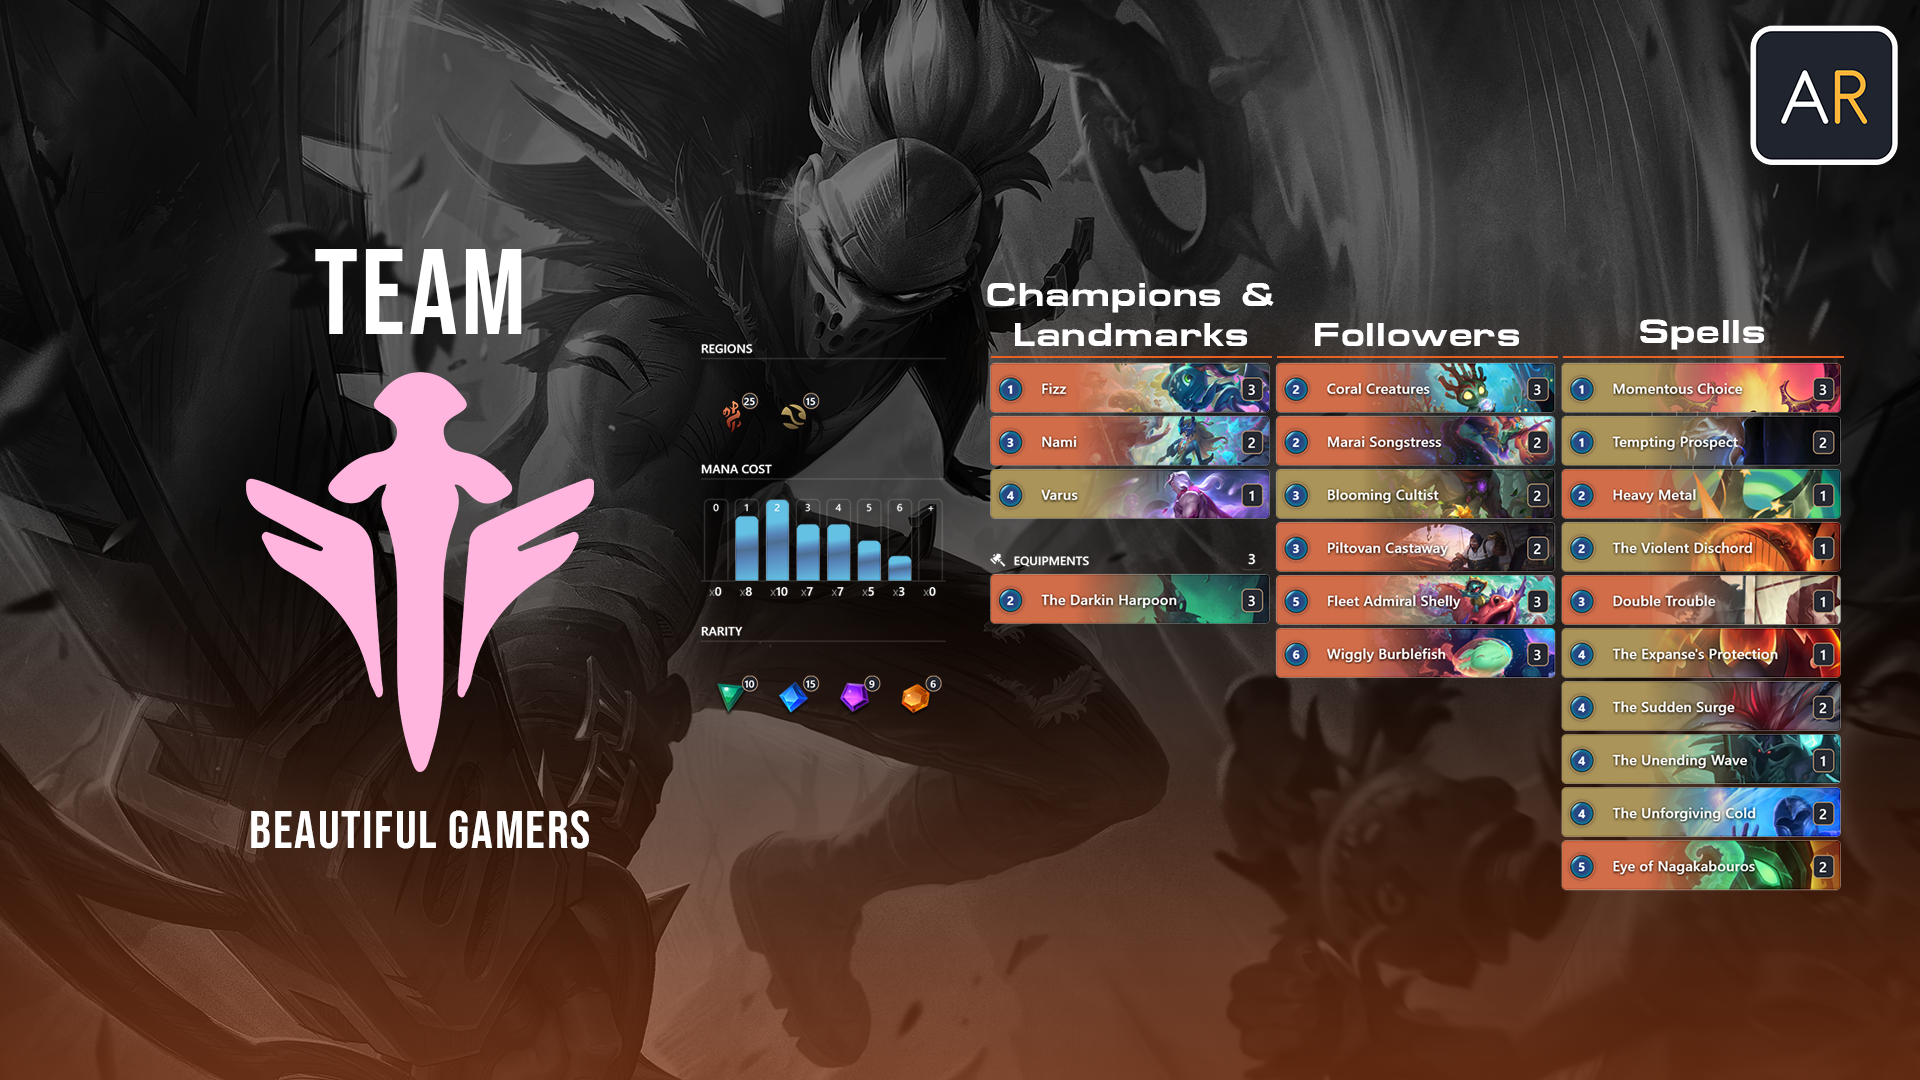 AR
TEAM
BEAUTIFUL GAMERS
REGIONS
25 15
MANA COST
0 1 2 3 4 5 6 +
x0 x8 x10 x7 x7 x5 x3 x0
RARITY
10 15 9 6
Champions &
Landmarks
1 Fizz 3
3 Nami 2
4 Varus 1
EQUIPMENTS 3
2 The Darkin Harpoon 3
Followers
2 Coral Creatures 3
2 Marai Songstress 2
3 Blooming Cultist 2
3 Piltovan Castaway 2
5 Fleet Admiral Shelly 3
6 Wiggly Burblefish 3
Spells
1 Momentous Choice 3
1 Tempting Prospect 2
2 Heavy Metal 1
2 The Violent Dischord 1
3 Double Trouble 1
4 The Expanse's Protection 1
4 The Sudden Surge 2
4 The Unending Wave 1
4 The Unforgiving Cold 2
5 Eye of Nagakabouros 2